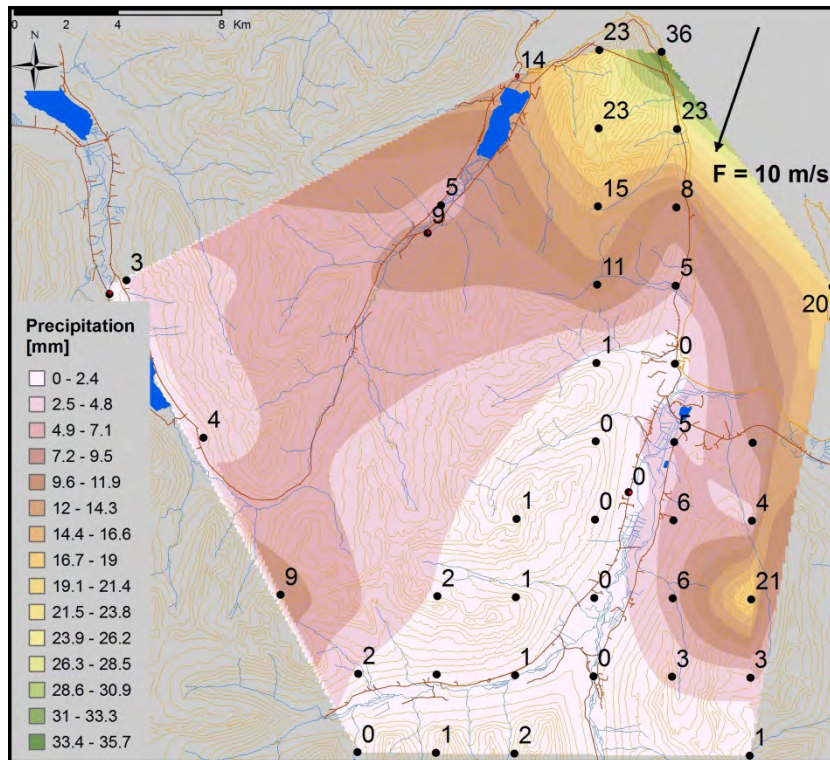 0 2 4 8 Km
N
23 36
14
23 23
F = 10 m/s
5
15 8
9
3
11 5
20
1 0
4
0 5
0
1 0 6 4
9 2 1 0 6 21
2 1 0 3 3
0 1 2 1
Precipitation
[mm]
0 - 2.4
2.5 - 4.8
4.9 - 7.1
7.2 - 9.5
9.6 - 11.9
12 - 14.3
14.4 - 16.6
16.7 - 19
19.1 - 21.4
21.5 - 23.8
23.9 - 26.2
26.3 - 28.5
28.6 - 30.9
31 - 33.3
33.4 - 35.7